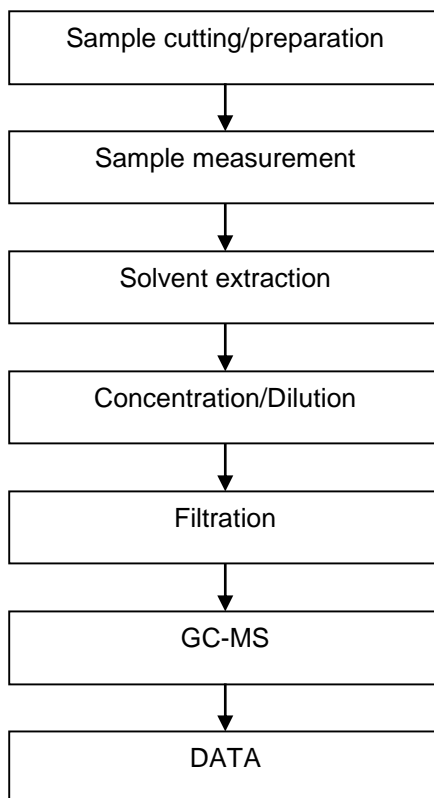 Sample cutting/preparation
Sample measurement
Solvent extraction
Concentration/Dilution
Filtration
GC-MS
DATA